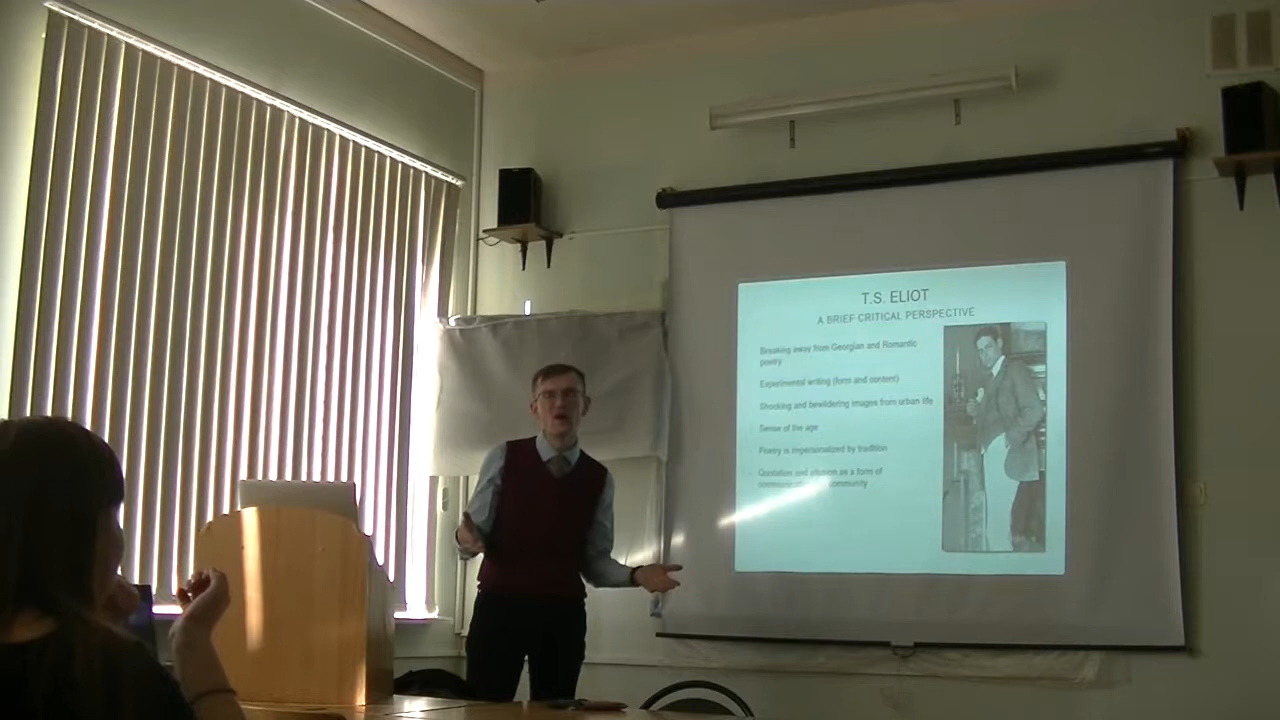 T.S. ELIOT
A BRIEF CRITICAL PERSPECTIVE
Breaking away from Georgian and Romantic
poetry
Experimental writing (form and content)
Shocking and bewildering images from urban life
Sense of the age
Poetry is impersonalized by tradition
Quotation and allusion as a form of
community